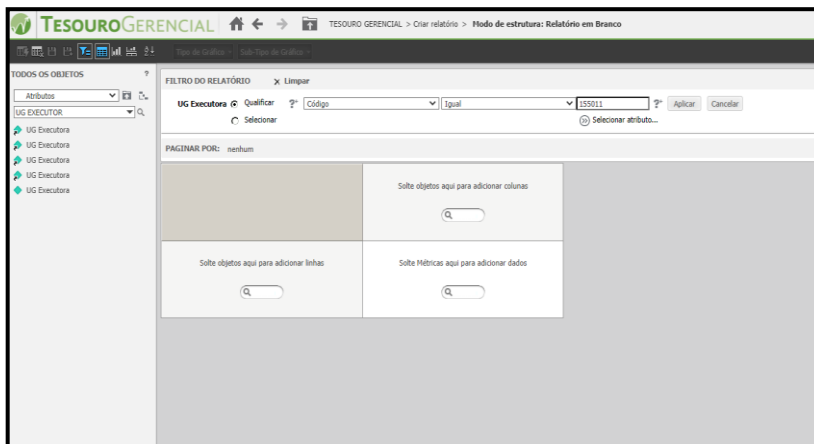 TESOUROGERENCIAL
TESOURO GERENCIAL > Criar relatório > Modo de estrutura: Relatório em Branco
Tipo de Gráfico Sub-Tipo de Gráfico
TODOS OS OBJETOS ?
Atributos
UG EXECUTOR
UG Executora
UG Executora
UG Executora
UG Executora
UG Executora
FILTRO DO RELATÓRIO x Limpar
UG Executora Qualificar ? Código Igual 155011 ? Aplicar Cancelar
Selecionar Selecionar atributo...
PAGINAR POR: nenhum
Solte objetos aqui para adicionar colunas
Solte objetos aqui para adicionar linhas
Solte Métricas aqui para adicionar dados